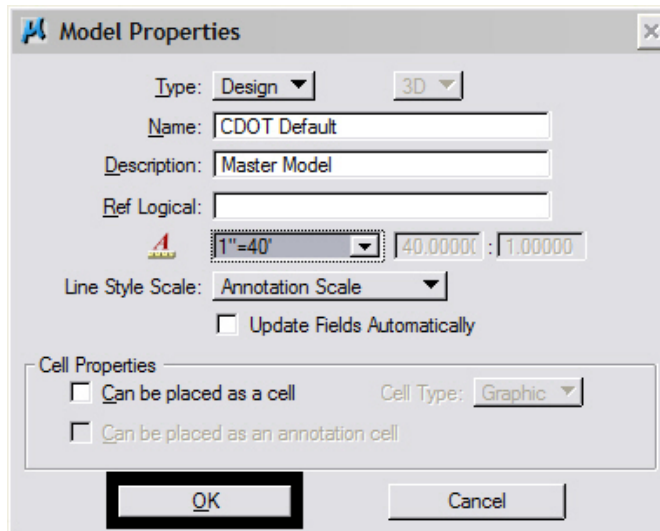 Model Properties
Type: Design 3D
Name: CDOT Default
Description: Master Model
Ref Logical:
A 1"=40' 40.0000( : 1.00000
Line Style Scale: Annotation Scale
Update Fields Automatically
Cell Properties
Can be placed as a cell Cell Type: Graphic
Can be placed as an annotation cell
OK Cancel